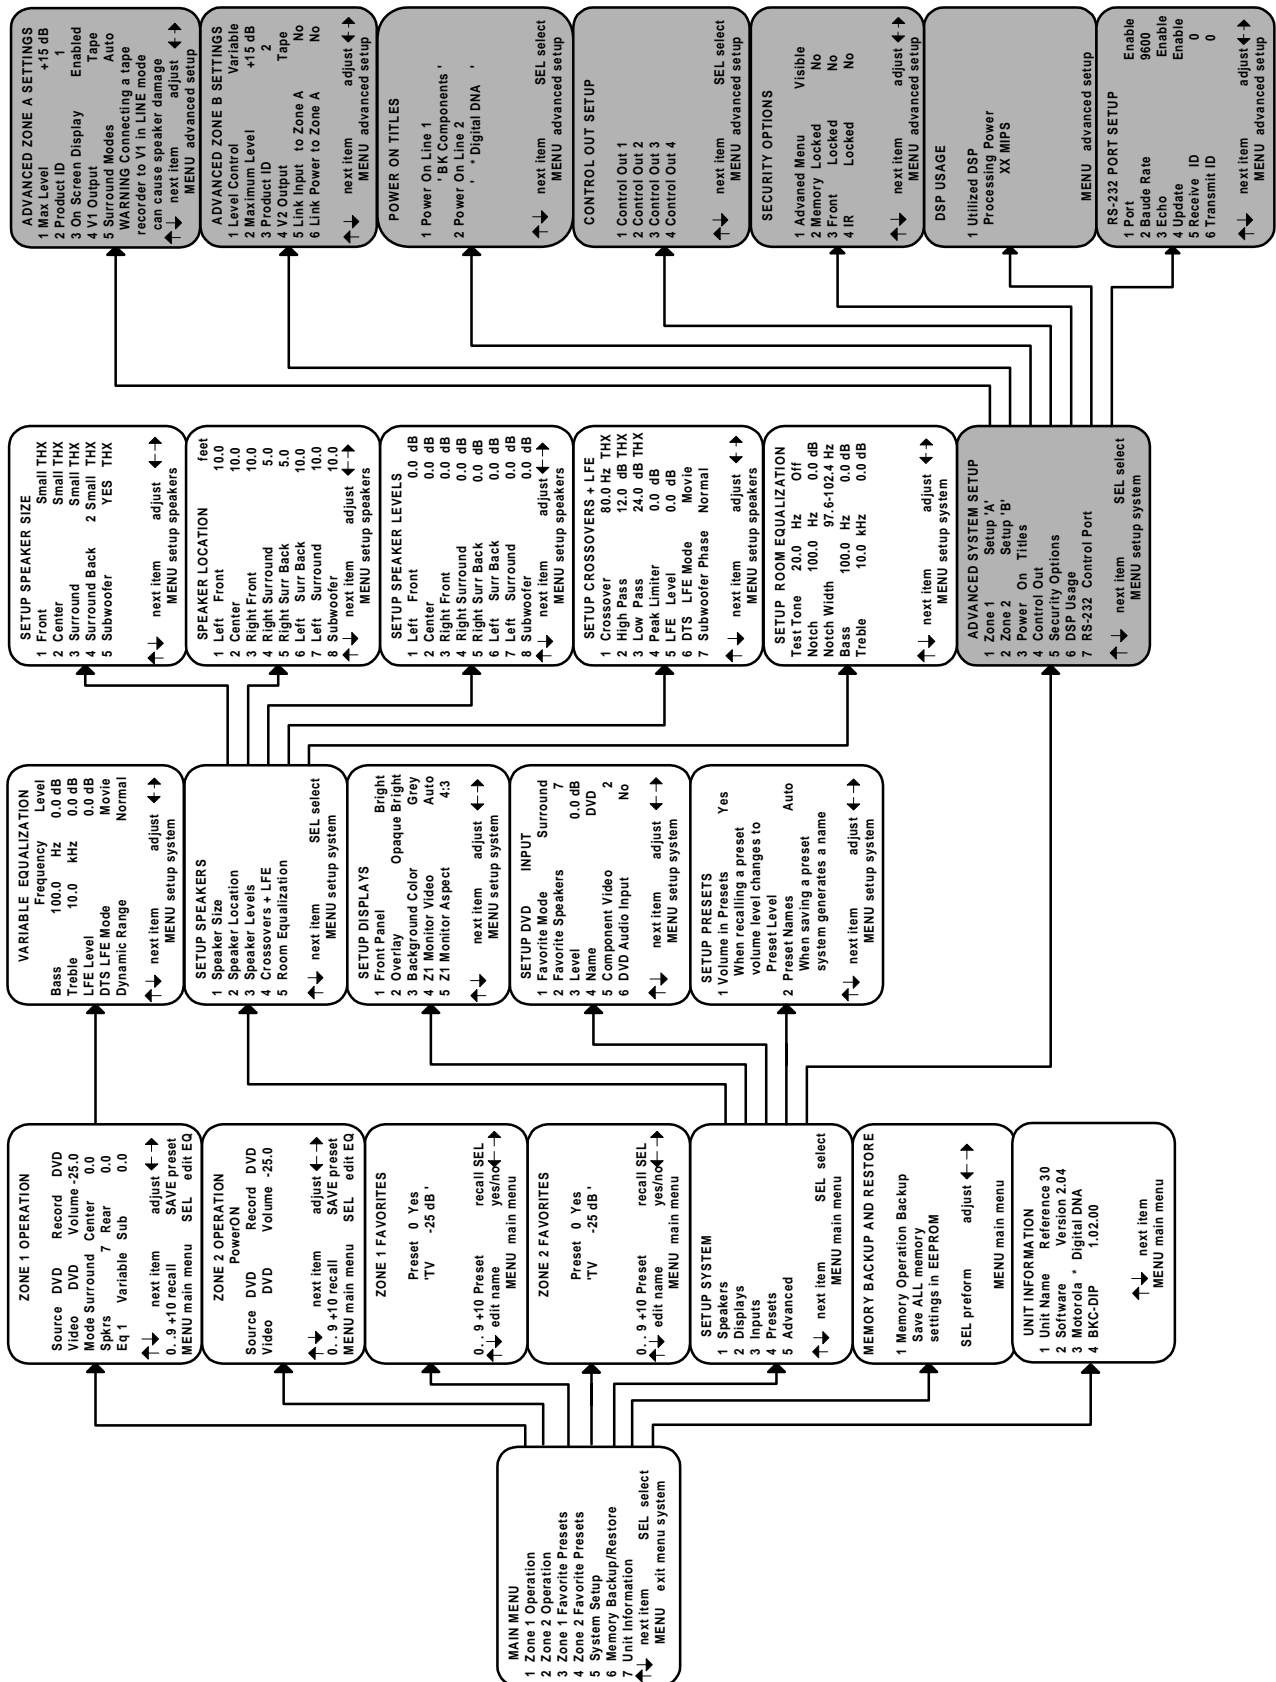 MAIN MENU
1 Zone 1 Operation
2 Zone 2 Operation
3 Zone 1 Favorite Presets
4 Zone 2 Favorite Presets
5 System Setup
6 Memory Backup/Restore
7 Unit Information
next item SEL select
MENU exit menu system
ZONE 1 OPERATION
Source DVD Record DVD
Video DVD Volume -25.0
Mode Surround Center 0.0
Spkrs 7 Rear 0.0
Eq 1 Variable Sub 0.0
next item adjust
0..9 +10 recall SAVE preset
MENU main menu SEL edit EQ
ZONE 2 OPERATION
PowerON
Source DVD Record DVD
Video DVD Volume -25.0
next item adjust
0..9 +10 recall SAVE preset
MENU main menu SEL edit EQ
ZONE 1 FAVORITES
Preset 0 Yes
'TV -25 dB '
0..9 +10 Preset recall SEL
edit name yes/no
MENU main menu
ZONE 2 FAVORITES
Preset 0 Yes
'TV -25 dB '
0..9 +10 Preset recall SEL
edit name yes/no
MENU main menu
SETUP SYSTEM
1 Speakers
2 Displays
3 Inputs
4 Presets
5 Advanced
next item SEL select
MENU main menu
MEMORY BACKUP AND RESTORE
1 Memory Operation Backup
Save ALL memory
settings in EEPROM
SEL preform adjust
MENU main menu
UNIT INFORMATION
1 Unit Name Reference 30
2 Software Version 2.04
3 Motorola * Digital DNA
4 BKC-DIP 1.02.00
next item
MENU main menu
VARIABLE EQUALIZATION
Frequency Level
Bass 100.0 Hz 0.0 dB
Treble 10.0 kHz 0.0 dB
LFE Level 0.0 dB
DTS LFE Mode Movie
Dynamic Range Normal
next item adjust
MENU setup system
SETUP SPEAKERS
1 Speaker Size
2 Speaker Location
3 Speaker Levels
4 Crossovers + LFE
5 Room Equalization
next item SEL select
MENU setup system
SETUP DISPLAYS
1 Front Panel Bright
2 Overlay Opaque Bright
3 Background Color Grey
4 Z1 Monitor Video Auto
5 Z1 Monitor Aspect 4:3
next item adjust
MENU setup system
SETUP DVD INPUT
1 Favorite Mode Surround
2 Favorite Speakers 7
3 Level 0.0 dB
4 Name DVD
5 Component Video 2
6 DVD Audio Input No
next item adjust
MENU setup system
SETUP PRESETS
1 Volume in Presets Yes
When recalling a preset
volume level changes to
Preset Level
2 Preset Names Auto
When saving a preset
system generates a name
next item adjust
MENU setup system
SETUP SPEAKER SIZE
1 Front Small THX
2 Center Small THX
3 Surround Small THX
4 Surround Back 2 Small THX
5 Subwoofer YES THX
next item adjust
MENU setup speakers
SPEAKER LOCATION
feet
1 Left Front 10.0
2 Center 10.0
3 Right Front 10.0
4 Right Surround 5.0
5 Right Surr Back 5.0
6 Left Surr Back 10.0
7 Left Surround 10.0
8 Subwoofer 10.0
next item adjust
MENU setup speakers
SETUP SPEAKER LEVELS
1 Left Front 0.0 dB
2 Center 0.0 dB
3 Right Front 0.0 dB
4 Right Surround 0.0 dB
5 Right Surr Back 0.0 dB
6 Left Surr Back 0.0 dB
7 Left Surround 0.0 dB
8 Subwoofer 0.0 dB
next item adjust
MENU setup speakers
SETUP CROSSOVERS + LFE
1 Crossover 80.0 Hz THX
2 High Pass 12.0 dB THX
3 Low Pass 24.0 dB THX
4 Peak Limiter 0.0 dB
5 LFE Level 0.0 dB
6 DTS LFE Mode Movie
7 Subwoofer Phase Normal
next item adjust
MENU setup speakers
SETUP ROOM EQUALIZATION
Test Tone 20.0 Hz Off
Notch 100.0 Hz 0.0 dB
Notch Width 97.6-102.4 Hz
Bass 100.0 Hz 0.0 dB
Treble 10.0 kHz 0.0 dB
next item adjust
MENU setup system
ADVANCED SYSTEM SETUP
1 Zone 1 Setup 'A'
2 Zone 2 Setup 'B'
3 Power On Titles
4 Control Out
5 Security Options
6 DSP Usage
7 RS-232 Control Port
next item SEL select
MENU setup system
ADVANCED ZONE A SETTINGS
1 Max Level +15 dB
2 Product ID 1
3 On Screen Display Enabled
4 V1 Output Tape
5 Surround Modes Auto
WARNING Connecting a tape
recorder to V1 in LINE mode
can cause speaker damage
next item adjust
MENU advanced setup
ADVANCED ZONE B SETTINGS
1 Level Control Variable
2 Maximum Level +15 dB
3 Product ID 2
4 V2 Output Tape
5 Link Input to Zone A No
6 Link Power to Zone A No
next item adjust
MENU advanced setup
POWER ON TITLES
1 Power On Line 1
' BK Components '
2 Power On Line 2
' * Digital DNA '
next item SEL select
MENU advanced setup
CONTROL OUT SETUP
1 Control Out 1
2 Control Out 2
3 Control Out 3
4 Control Out 4
next item SEL select
MENU advanced setup
SECURITY OPTIONS
1 Advaned Menu Visible
2 Memory Locked No
3 Front Locked No
4 IR Locked No
next item adjust
MENU advanced setup
DSP USAGE
1 Utilized DSP
Processing Power
XX MIPS
MENU advanced setup
RS-232 PORT SETUP
1 Port Enable
2 Baude Rate 9600
3 Echo Enable
4 Update Enable
5 Receive ID 0
6 Transmit ID 0
next item adjust
MENU advanced setup